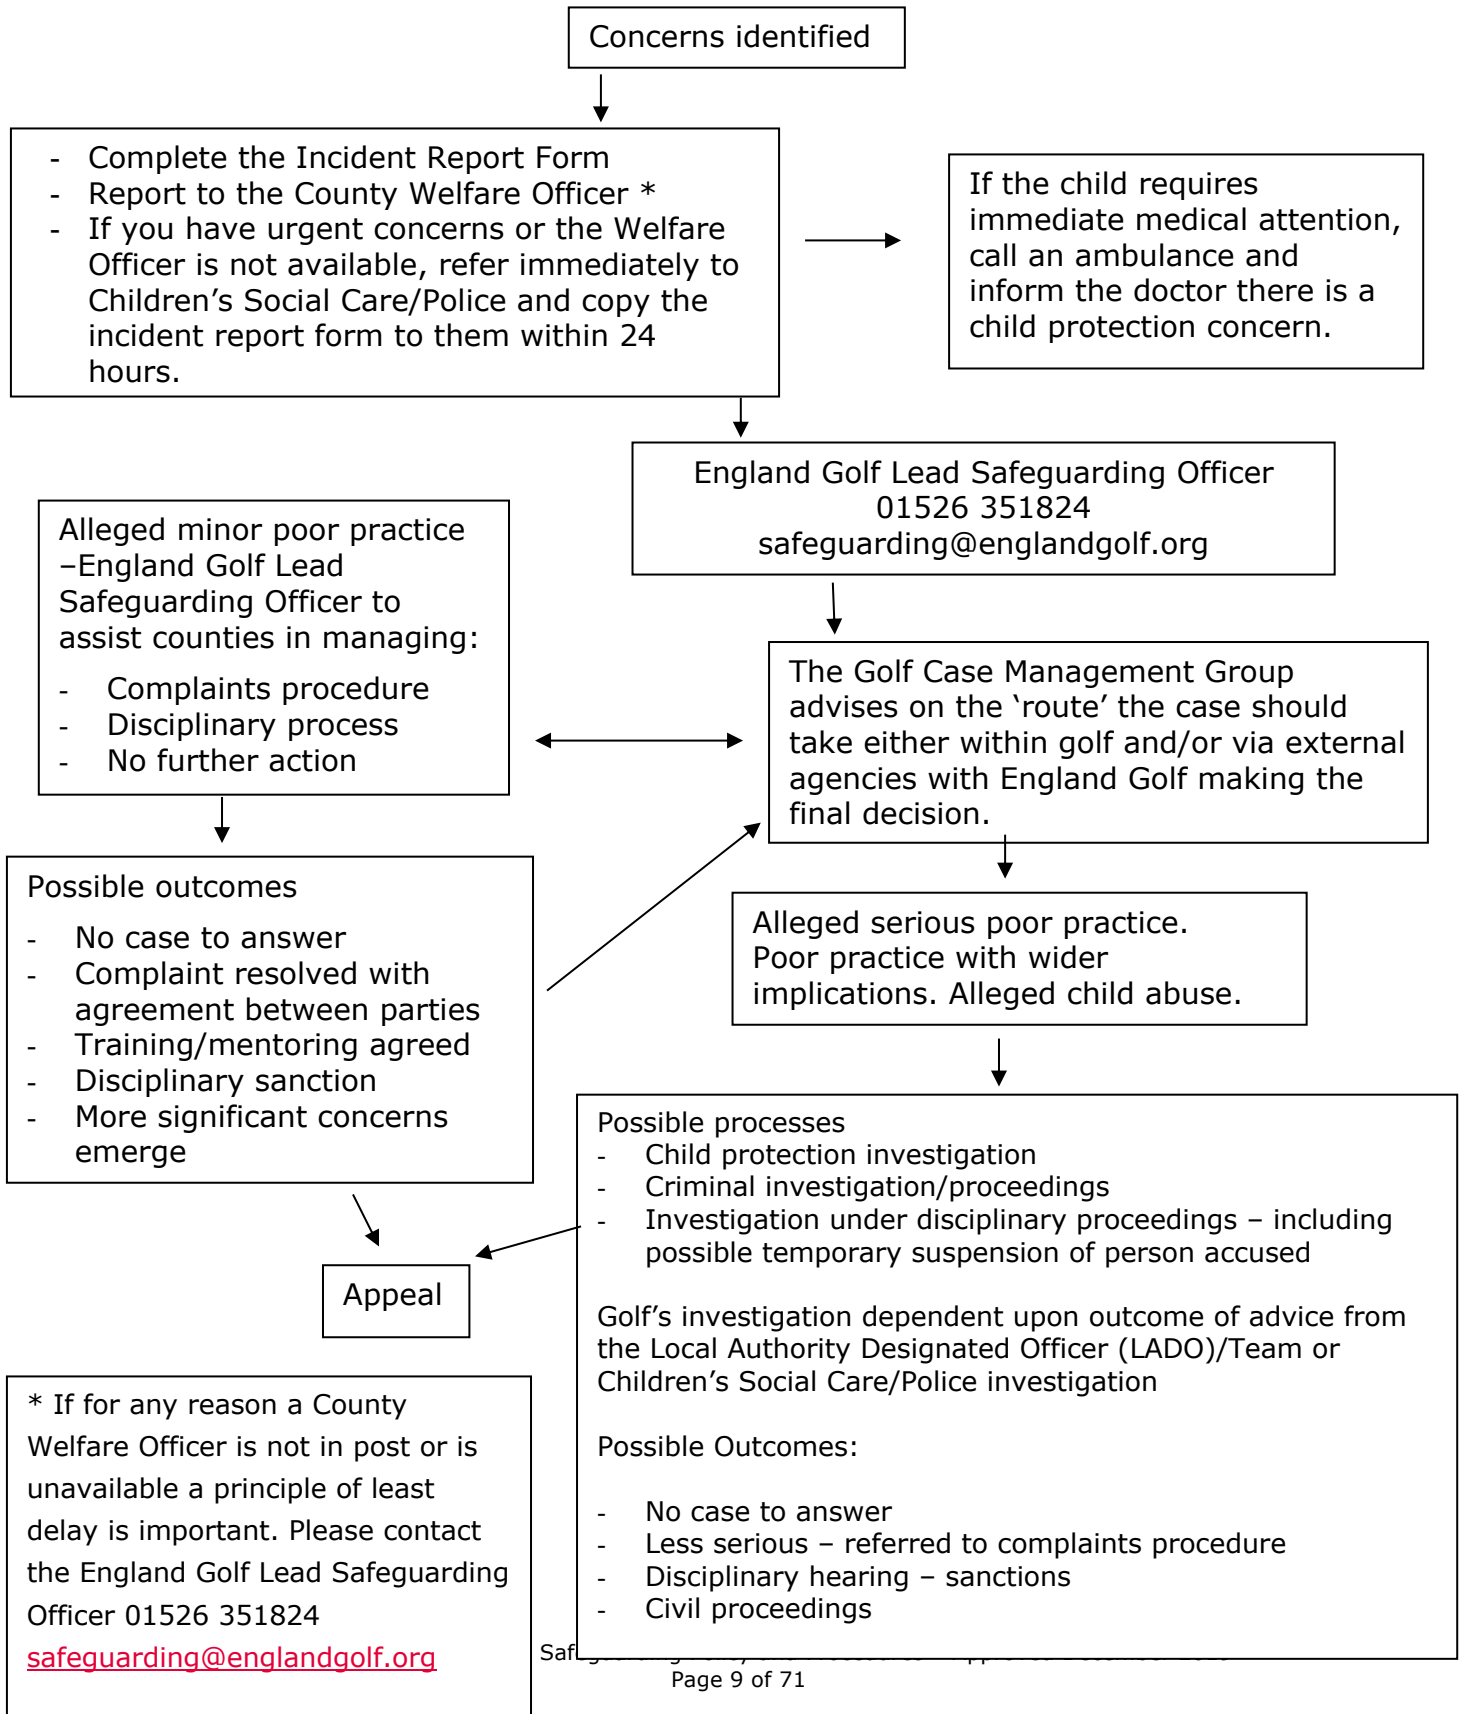 Concerns identified
- Complete the Incident Report Form
- Report to the County Welfare Officer *
- If you have urgent concerns or the Welfare
Officer is not available, refer immediately to
Children’s Social Care/Police and copy the
incident report form to them within 24
hours.
If the child requires
immediate medical attention,
call an ambulance and
inform the doctor there is a
child protection concern.
England Golf Lead Safeguarding Officer
01526 351824
safeguarding@englandgolf.org
Alleged minor poor practice
–England Golf Lead
Safeguarding Officer to
assist counties in managing:
- Complaints procedure
- Disciplinary process
- No further action
The Golf Case Management Group
advises on the ‘route’ the case should
take either within golf and/or via external
agencies with England Golf making the
final decision.
Possible outcomes
- No case to answer
- Complaint resolved with
agreement between parties
- Training/mentoring agreed
- Disciplinary sanction
- More significant concerns
emerge
Alleged serious poor practice.
Poor practice with wider
implications. Alleged child abuse.
Possible processes
- Child protection investigation
- Criminal investigation/proceedings
- Investigation under disciplinary proceedings – including
possible temporary suspension of person accused
Golf’s investigation dependent upon outcome of advice from
the Local Authority Designated Officer (LADO)/Team or
Children’s Social Care/Police investigation
Possible Outcomes:
- No case to answer
- Less serious – referred to complaints procedure
- Disciplinary hearing – sanctions
- Civil proceedings
Appeal
* If for any reason a County
Welfare Officer is not in post or is
unavailable a principle of least
delay is important. Please contact
the England Golf Lead Safeguarding
Officer 01526 351824
safeguarding@englandgolf.org
Page 9 of 71